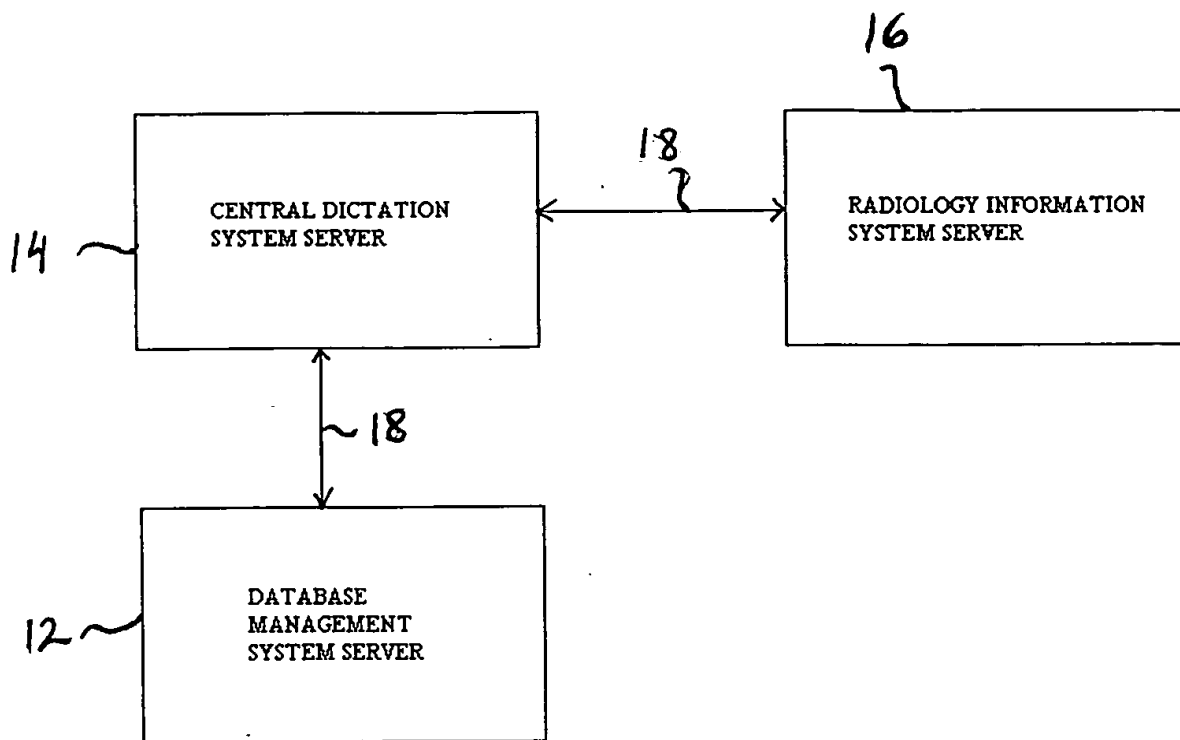 16
18
CENTRAL DICTATION
SYSTEM SERVER
RADIOLOGY INFORMATION
SYSTEM SERVER
14
18
DATABASE
MANAGEMENT
SYSTEM SERVER
12